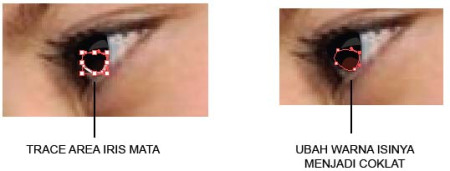 TRACE AREA IRIS MATA
UBAH WARNA ISINYA
MENJADI COKLAT